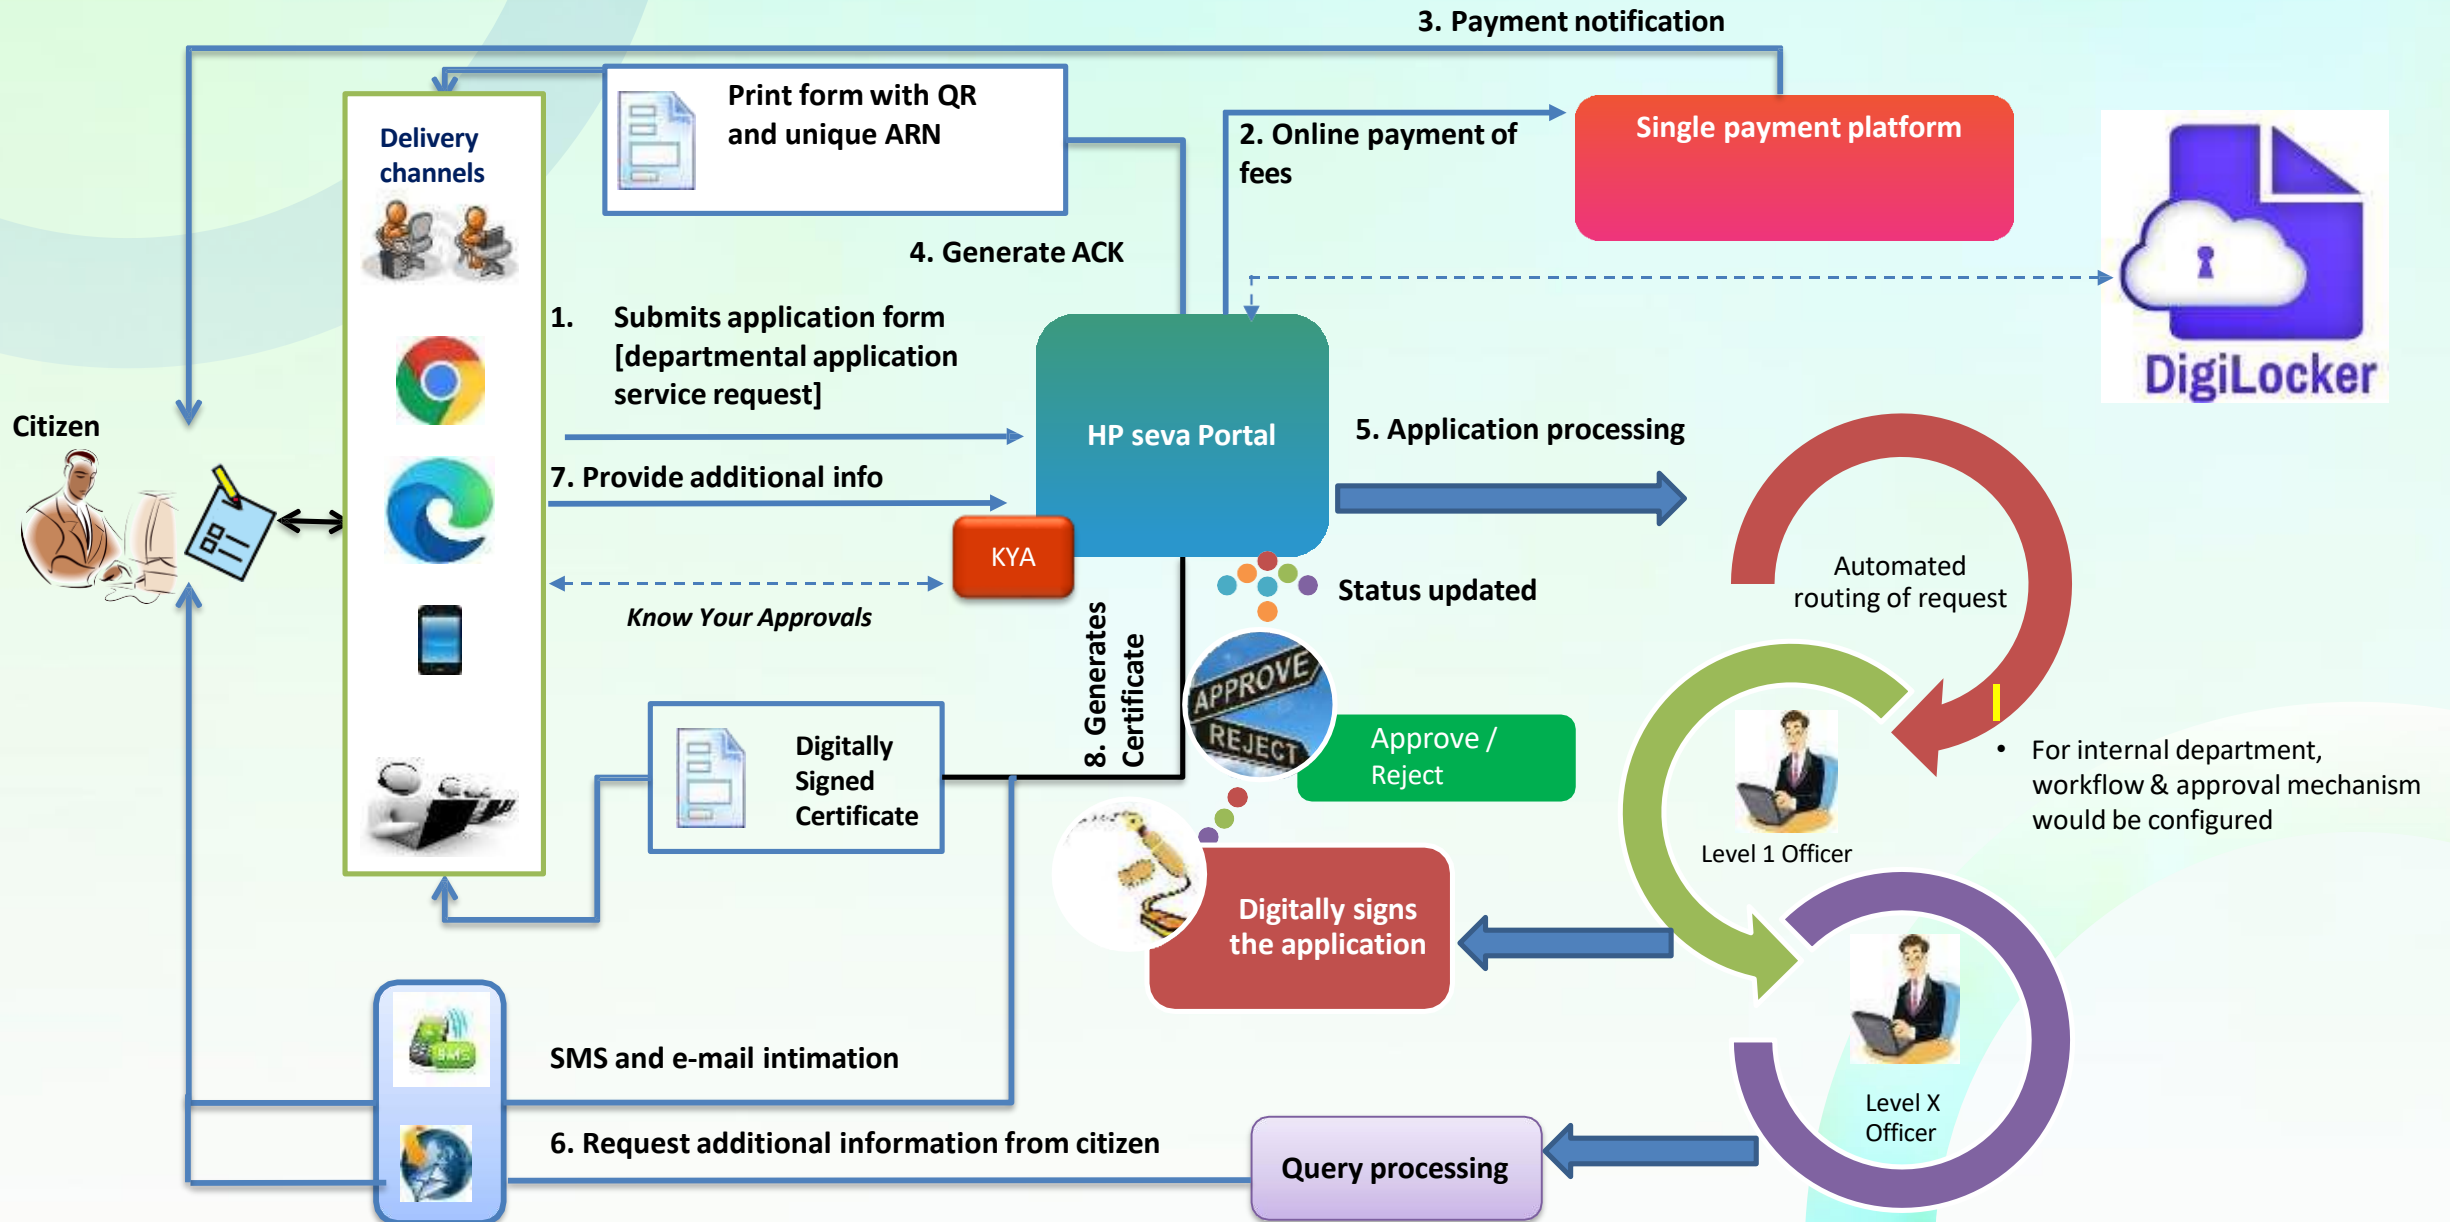 3. Payment notification
Print form with QR
and unique ARN
Delivery
channels
2. Online payment of
fees
Single payment platform
4. Generate ACK
1. Submits application form
[departmental application
service request]
DigiLocker
Citizen
HP seva Portal
5. Application processing
7. Provide additional info
KYA
Know Your Approvals
Status updated
Automated
routing of request
8. Generates
Certificate
APPROVE
REJECT
Approve /
Reject
Digitally
Signed
Certificate
• For internal department,
workflow & approval mechanism
would be configured
Level 1 Officer
Digitally signs
the application
SMS
SMS and e-mail intimation
Level X
Officer
6. Request additional information from citizen
Query processing